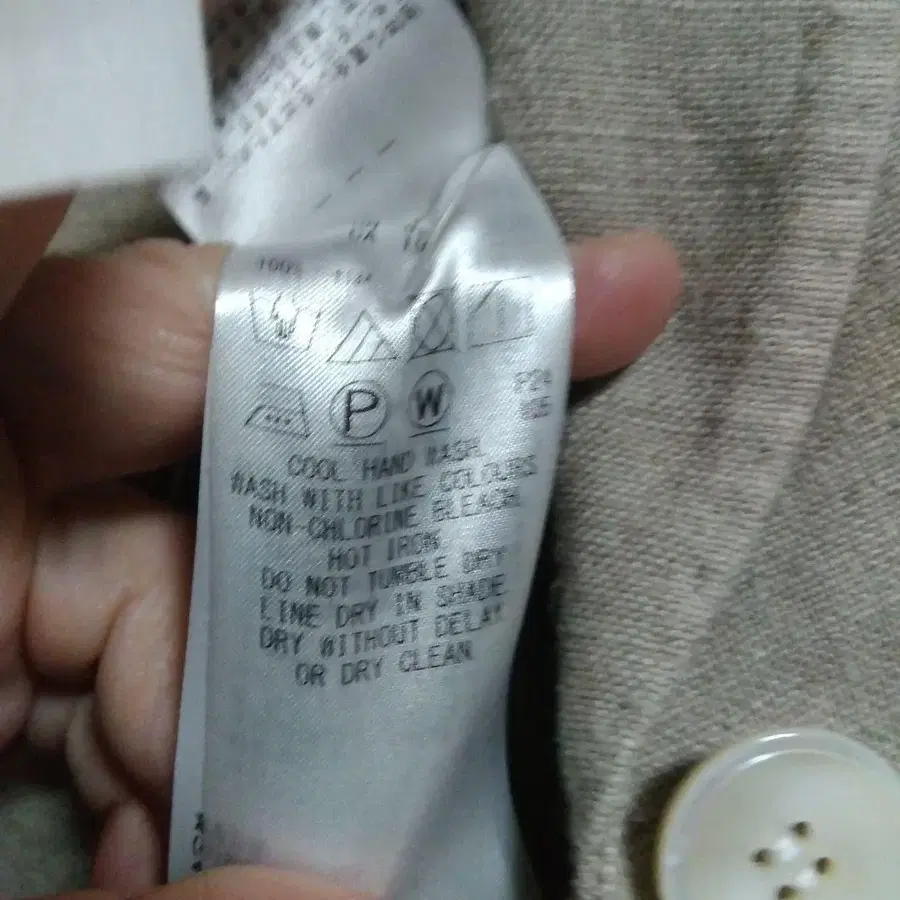 100%
P
W
COOL HAND WASH.
WASH WITH LIKE COLOURS
NON-CHLORINE BLEACH.
HOT IRON.
DO NOT TUMBLE DRY
LINE DRY IN SHADE
DRY WITHOUT DELAY
OR DRY CLEAN.